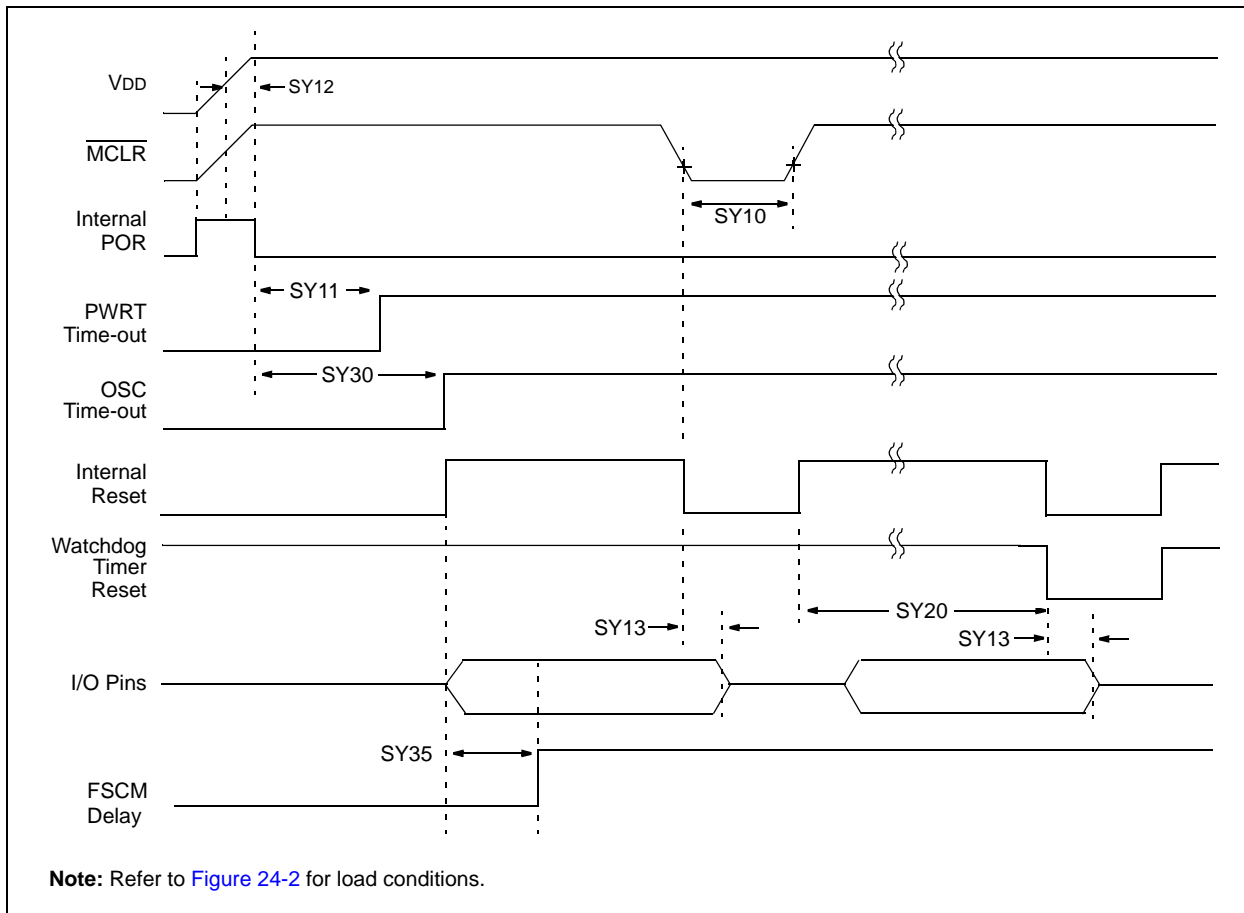 VDD
SY12
MCLR
SY10
Internal
POR
SY11
PWRT
Time-out
SY30
OSC
Time-out
Internal
Reset
Watchdog
Timer
Reset
SY20
SY13
SY13
I/O Pins
SY35
FSCM
Delay
Note: Refer to Figure 24-2 for load conditions.